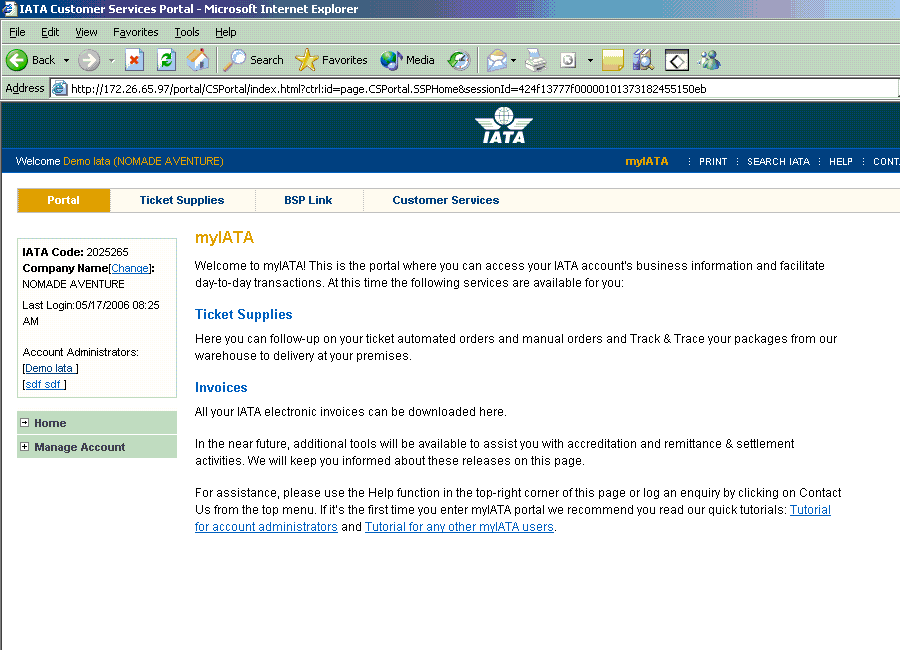 IATA Customer Services Portal - Microsoft Internet Explorer
File Edit View Favorites Tools Help
Back Search Favorites Media
Address http://172.26.65.97/portal/CSPortal/index.html?ctrl:id=page.CSPortal.SSPHome&sessionId=424f13777f00000101373182455150eb
IATA
Welcome Demo Iata (NOMADE AVENTURE) myIATA : PRINT : SEARCH IATA : HELP : CONT
Portal Ticket Supplies BSP Link Customer Services
IATA Code: 2025265
Company Name[Change]:
NOMADE AVENTURE
Last Login:05/17/2006 08:25
AM
Account Administrators:
[Demo Iata ]
[sdf sdf ]
Home
Manage Account
myIATA
Welcome to myIATA! This is the portal where you can access your IATA account's business information and facilitate
day-to-day transactions. At this time the following services are available for you:
Ticket Supplies
Here you can follow-up on your ticket automated orders and manual orders and Track & Trace your packages from our
warehouse to delivery at your premises.
Invoices
All your IATA electronic invoices can be downloaded here.
In the near future, additional tools will be available to assist you with accreditation and remittance & settlement
activities. We will keep you informed about these releases on this page.
For assistance, please use the Help function in the top-right corner of this page or log an enquiry by clicking on Contact
Us from the top menu. If it's the first time you enter myIATA portal we recommend you read our quick tutorials: Tutorial
for account administrators and Tutorial for any other myIATA users.